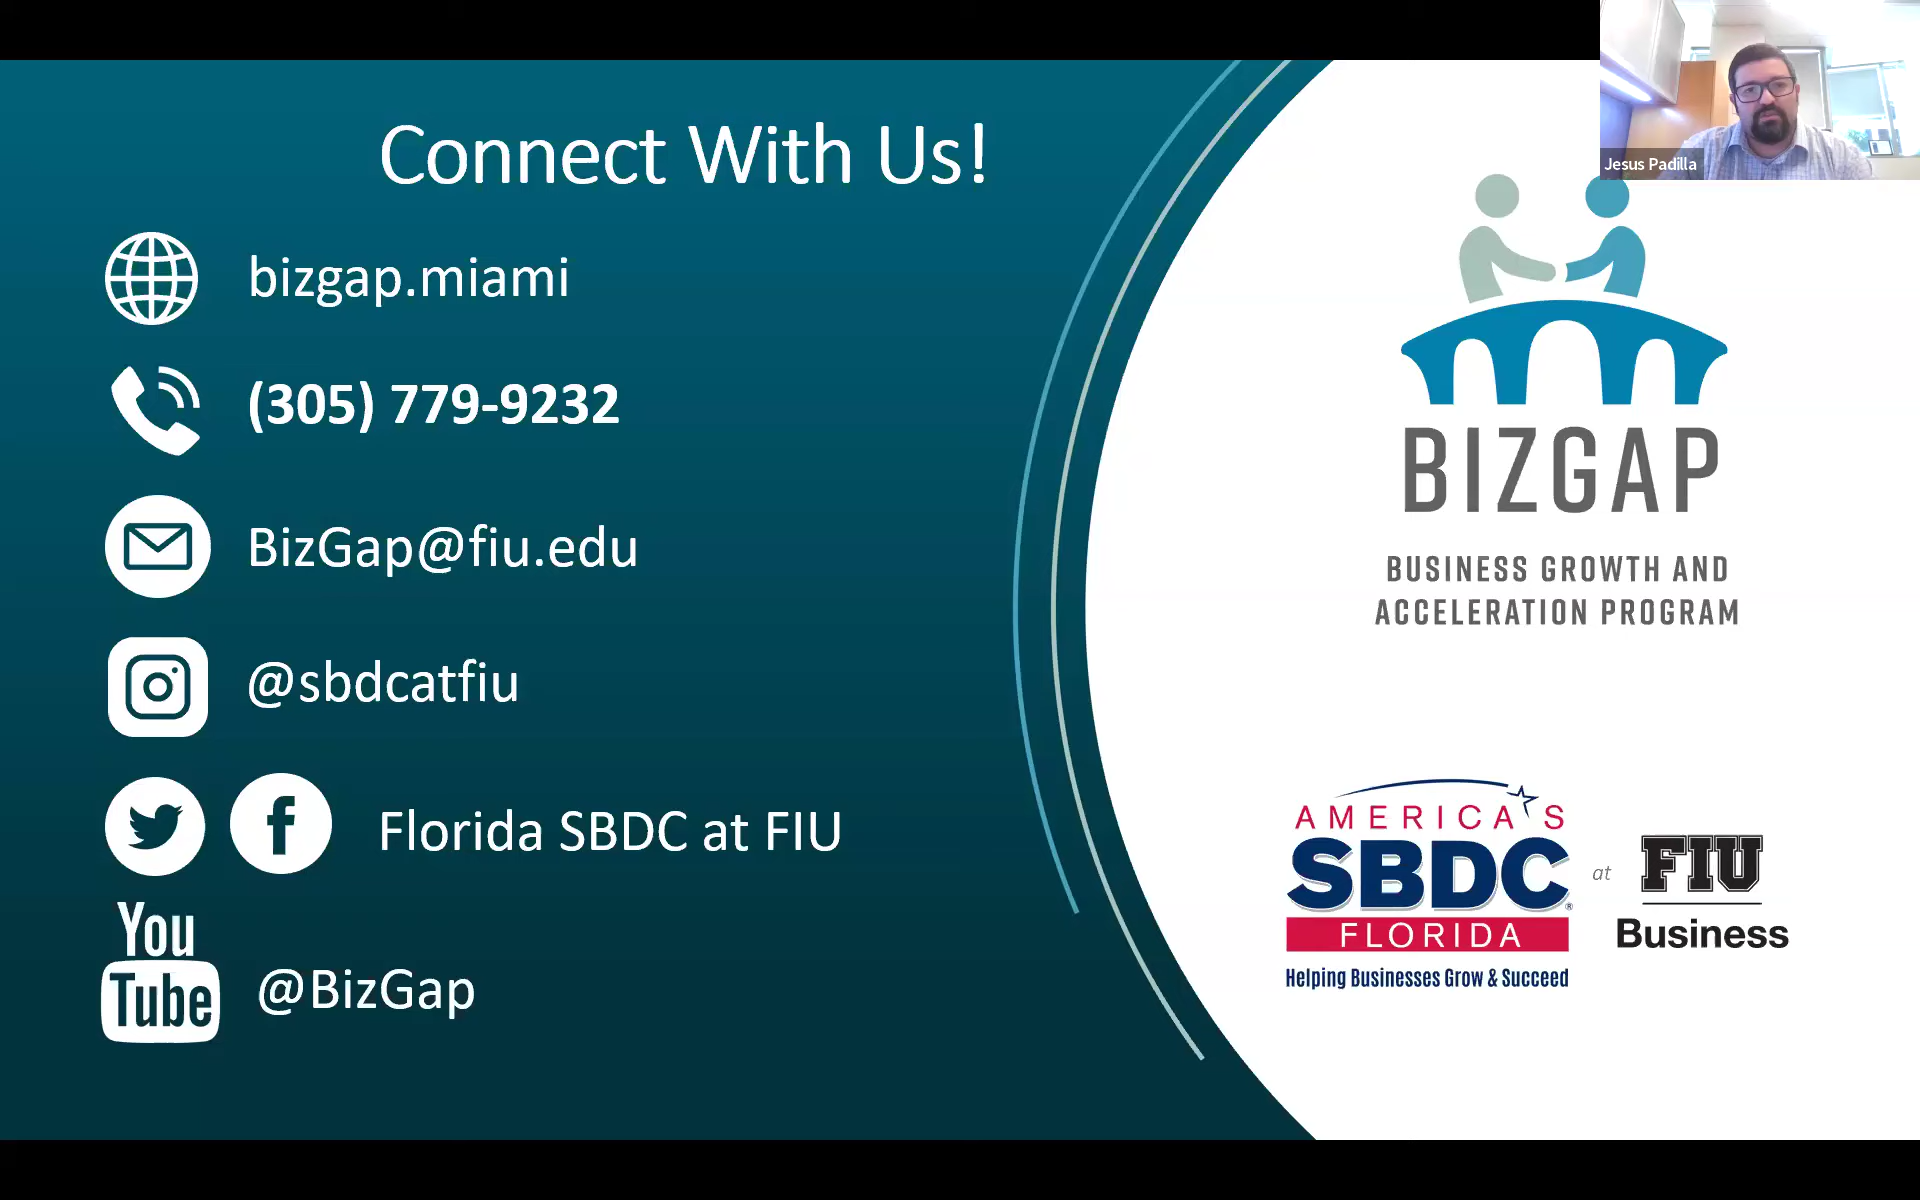 Connect With Us!
bizgap.miami
(305) 779-9232
BizGap@fiu.edu
@sbdcatfiu
f Florida SBDC at FIU
You
Tube
@BizGap
Jesus Padilla
BIZGAP
BUSINESS GROWTH AND
ACCELERATION PROGRAM
AMERICA'S
SBDC®
FLORIDA
Helping Businesses Grow & Succeed
at
FIU
Business